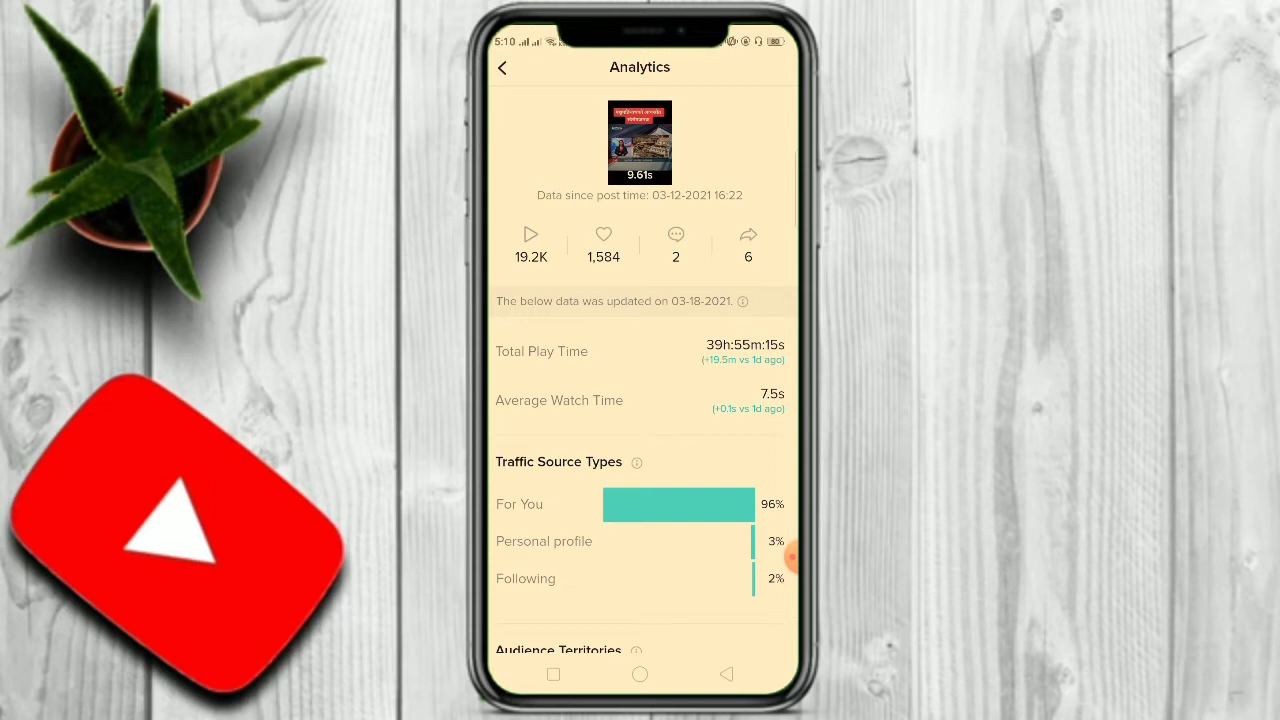 5:10
80
Analytics
9.61s
Data since post time: 03-12-2021 16:22
19.2K
1,584
2
6
The below data was updated on 03-18-2021.
Total Play Time
39h:55m:15s
(+19.5m vs 1d ago)
Average Watch Time
7.5s
(+0.1s vs 1d ago)
Traffic Source Types
For You
96%
Personal profile
3%
Following
2%
Audience Territories